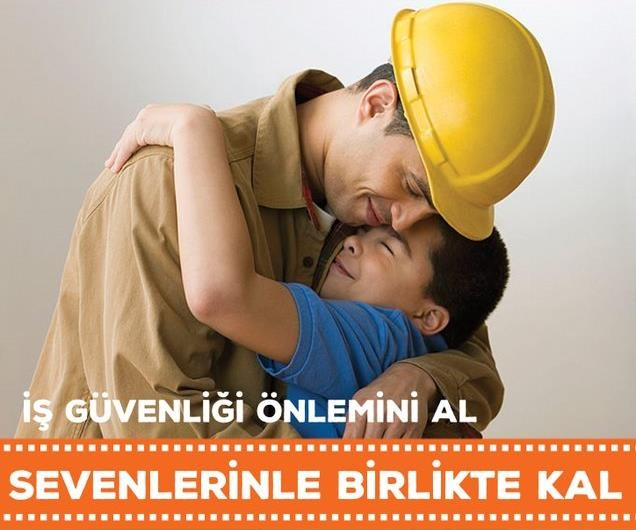 İŞ GÜVENLİĞİ ÖNLEMİNİ AL
SEVENLERİNLE BİRLİKTE KAL